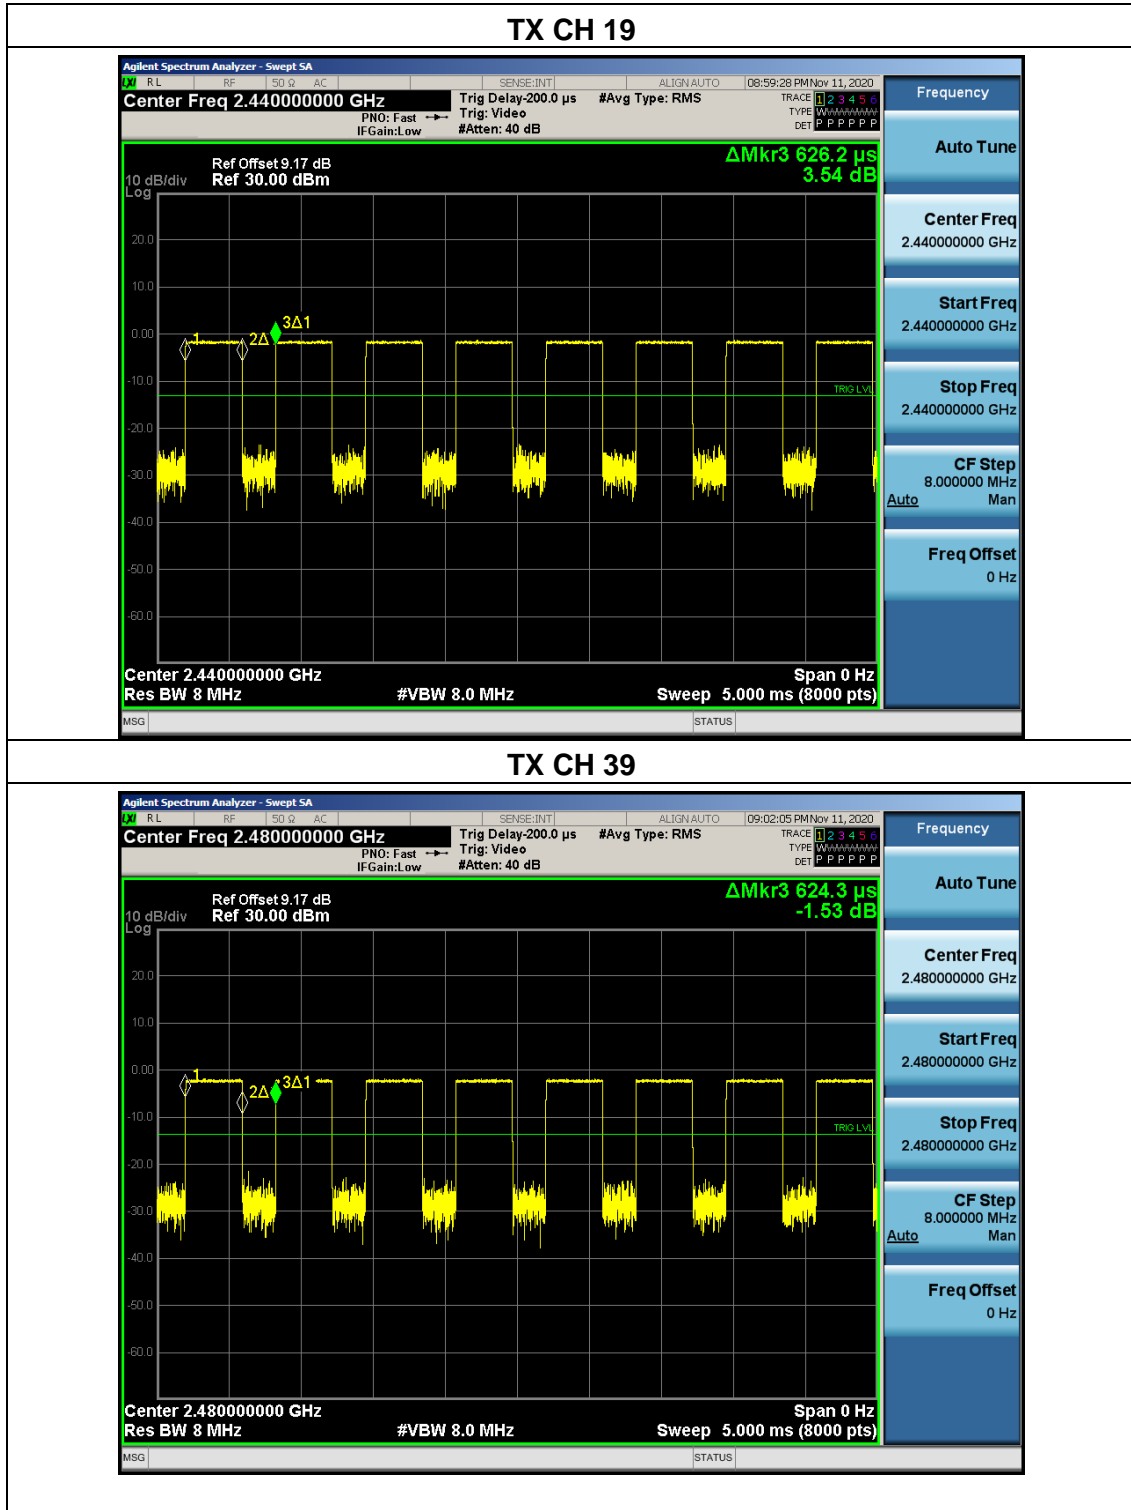 TX CH 19
Agilent Spectrum Analyzer - Swept SA
LXI RL RF 50 Ω AC SENSE:INT ALIGN AUTO 08:59:28 PM Nov 11, 2020
Center Freq 2.440000000 GHz
PNO: Fast
IFGain:Low
Trig Delay-200.0 µs
Trig: Video
#Atten: 40 dB
#Avg Type: RMS
TRACE 1 2 3 4 5 6
TYPE WWWWWW
DET P P P P P P
Frequency
ΔMkr3 626.2 µs
3.54 dB
Ref Offset 9.17 dB
10 dB/div Ref 30.00 dBm
Log
20.0
10.0
0.00
-10.0
-20.0
-30.0
-40.0
-50.0
-60.0
1
2Δ
3Δ1
TRIG LVL
Center 2.440000000 GHz Span 0 Hz
Res BW 8 MHz #VBW 8.0 MHz Sweep 5.000 ms (8000 pts)
MSG STATUS
Auto Tune
Center Freq
2.440000000 GHz
Start Freq
2.440000000 GHz
Stop Freq
2.440000000 GHz
CF Step
8.000000 MHz
Auto Man
Freq Offset
0 Hz
TX CH 39
Agilent Spectrum Analyzer - Swept SA
LXI RL RF 50 Ω AC SENSE:INT ALIGN AUTO 09:02:05 PM Nov 11, 2020
Center Freq 2.480000000 GHz
PNO: Fast
IFGain:Low
Trig Delay-200.0 µs
Trig: Video
#Atten: 40 dB
#Avg Type: RMS
TRACE 1 2 3 4 5 6
TYPE WWWWWW
DET P P P P P P
Frequency
ΔMkr3 624.3 µs
-1.53 dB
Ref Offset 9.17 dB
10 dB/div Ref 30.00 dBm
Log
20.0
10.0
0.00
-10.0
-20.0
-30.0
-40.0
-50.0
-60.0
1
2Δ
3Δ1
TRIG LVL
Center 2.480000000 GHz Span 0 Hz
Res BW 8 MHz #VBW 8.0 MHz Sweep 5.000 ms (8000 pts)
MSG STATUS
Auto Tune
Center Freq
2.480000000 GHz
Start Freq
2.480000000 GHz
Stop Freq
2.480000000 GHz
CF Step
8.000000 MHz
Auto Man
Freq Offset
0 Hz